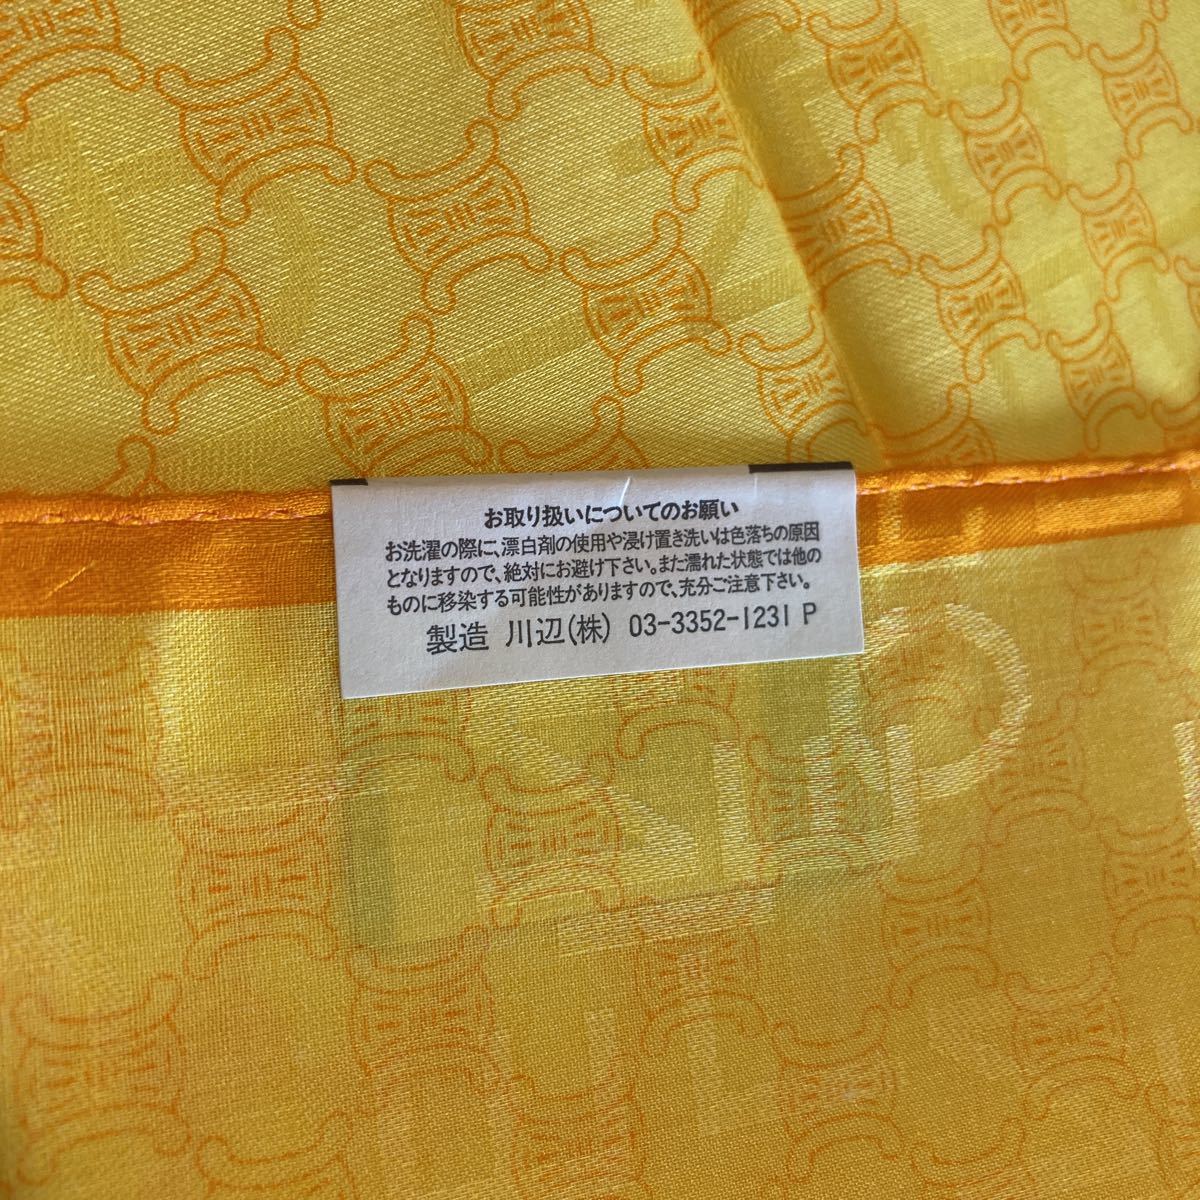 お取り扱いについてのお願い
お洗濯の際に、漂白剤の使用や浸け置き洗いは色落ちの原因
となりますので、絶対にお避け下さい。また濡れた状態では他の
ものに移染する可能性がありますので、充分ご注意下さい。
製造 川辺(株) 03-3352-1231 P